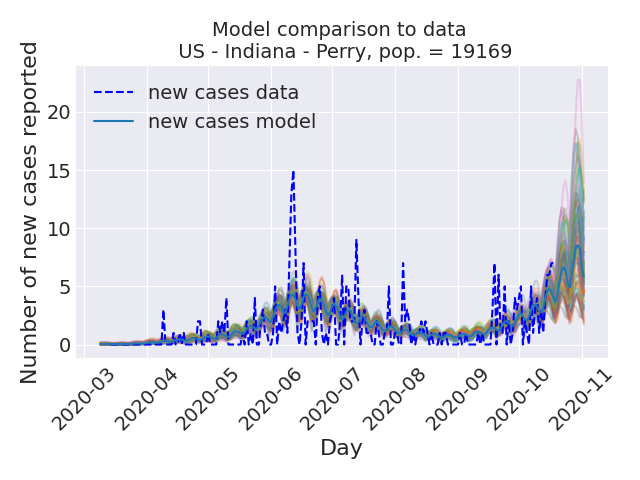 Model comparison to data
US - Indiana - Perry, pop. = 19169
new cases data
new cases model
Number of new cases reported
20
15
10
5
0
2020-03
2020-04
2020-05
2020-06
2020-07
2020-08
2020-09
2020-10
2020-11
Day